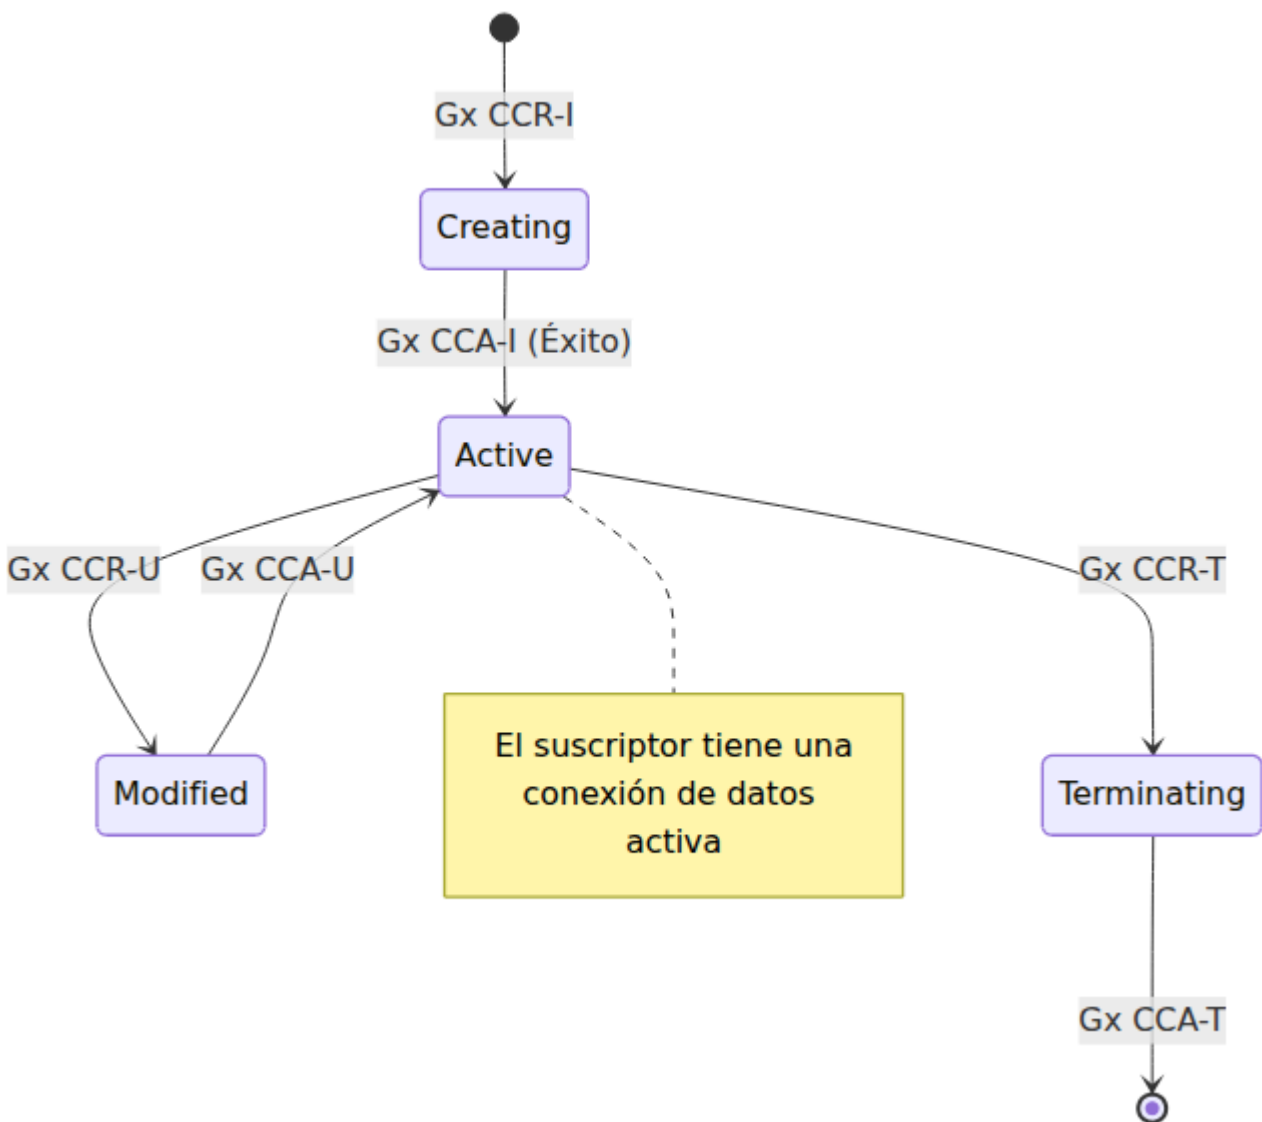 Gx CCR-I
Creating
Gx CCA-I (Éxito)
Active
Gx CCR-U
Gx CCA-U
Gx CCR-T
Modified
El suscriptor tiene una
conexión de datos
activa
Terminating
Gx CCA-T